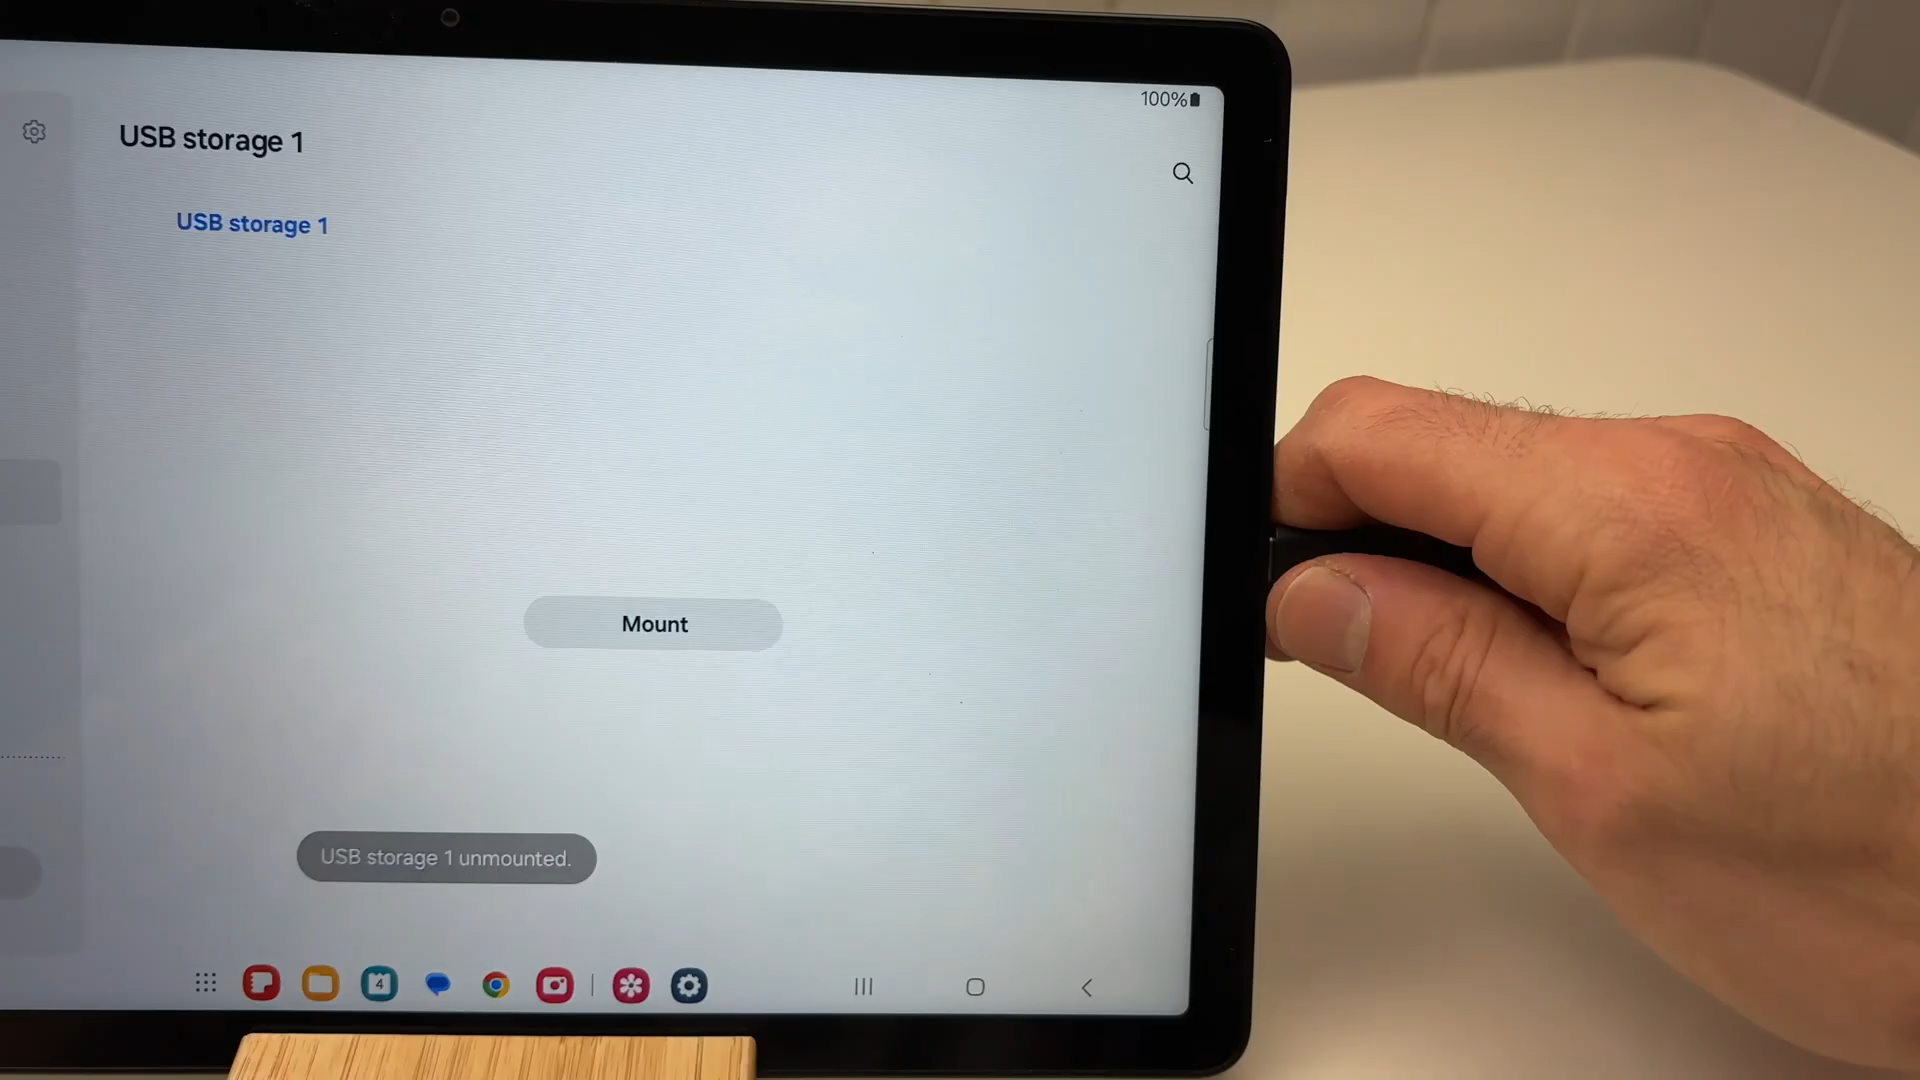 100%
USB storage 1
USB storage 1
Mount
USB storage 1 unmounted.
4